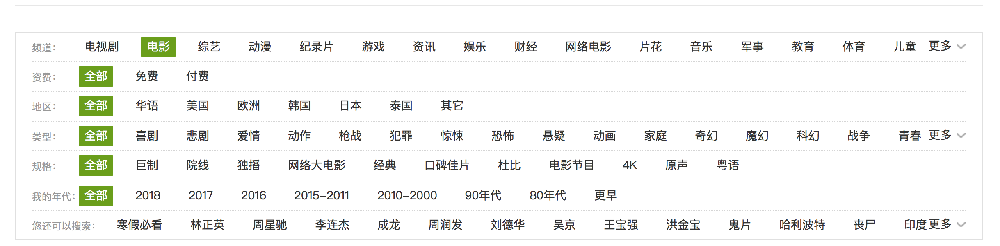 频道： 电视剧 电影 综艺 动漫 纪录片 游戏 资讯 娱乐 财经 网络电影 片花 音乐 军事 教育 体育 儿童 更多
资费： 全部 免费 付费
地区： 全部 华语 美国 欧洲 韩国 日本 泰国 其它
类型： 全部 喜剧 悲剧 爱情 动作 枪战 犯罪 惊悚 恐怖 悬疑 动画 家庭 奇幻 魔幻 科幻 战争 青春 更多
规格： 全部 巨制 院线 独播 网络大电影 经典 口碑佳片 杜比 电影节目 4K 原声 粤语
我的年代： 全部 2018 2017 2016 2015-2011 2010-2000 90年代 80年代 更早
您还可以搜索： 寒假必看 林正英 周星驰 李连杰 成龙 周润发 刘德华 吴京 王宝强 洪金宝 鬼片 哈利波特 丧尸 印度 更多